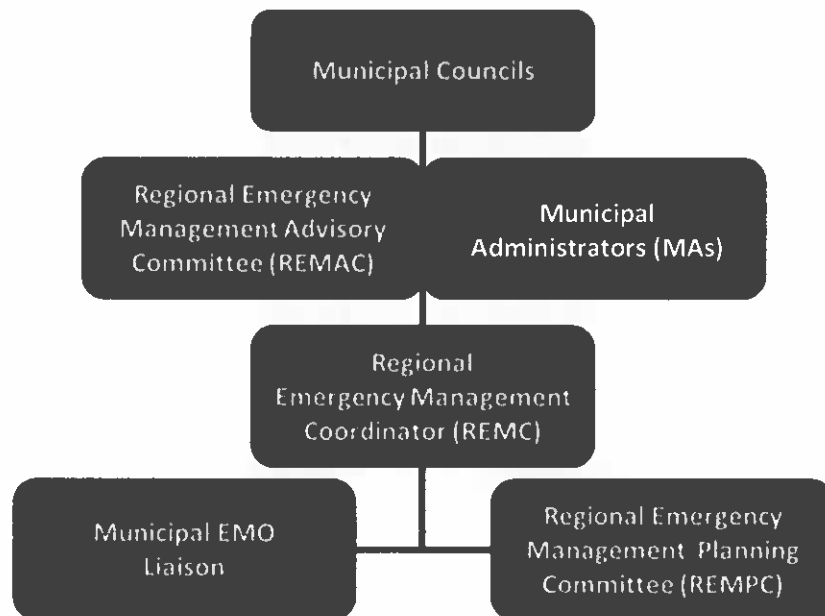 Municipal Councils
Regional Emergency
Management Advisory
Committee (REMAC)
Municipal
Administrators (MAs)
Regional
Emergency Management
Coordinator (REMC)
Municipal EMO
Liaison
Regional Emergency
Management Planning
Committee (REMPC)